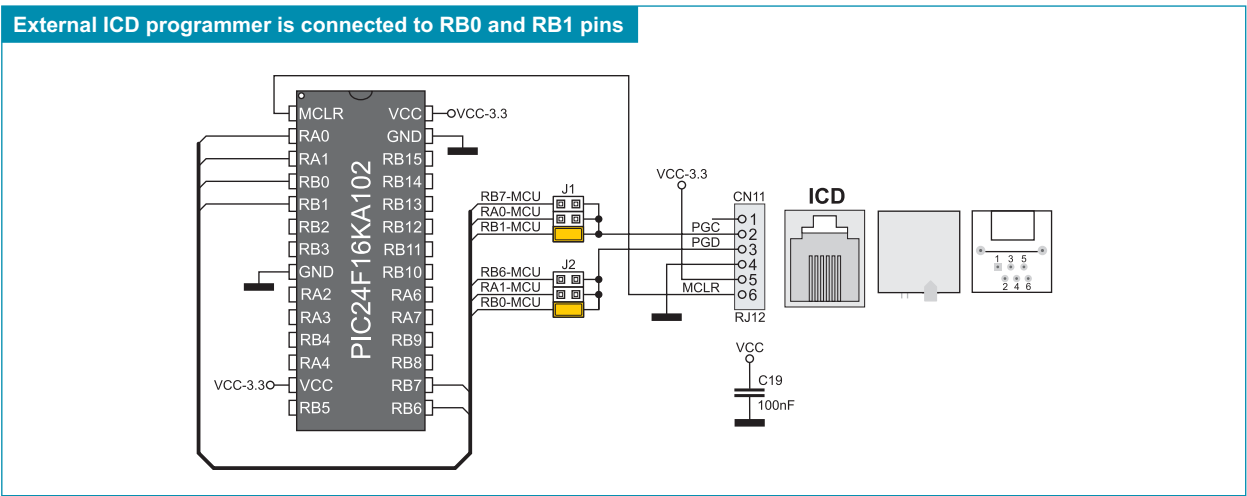 External ICD programmer is connected to RB0 and RB1 pins
MCLR
RA0
RA1
RB0
RB1
RB2
RB3
GND
RA2
RA3
RB4
RA4
VCC
RB5
VCC-3.3
PIC24F16KA102
VCC
GND
RB15
RB14
RB13
RB12
RB11
RB10
RA6
RA7
RB9
RB8
RB7
RB6
VCC-3.3
J1
RB7-MCU
RA0-MCU
RB1-MCU
J2
RB6-MCU
RA1-MCU
RB0-MCU
VCC-3.3
PGC
PGD
MCLR
CN11
1
2
3
4
5
6
RJ12
VCC
C19
100nF
ICD
1 3 5
2 4 6